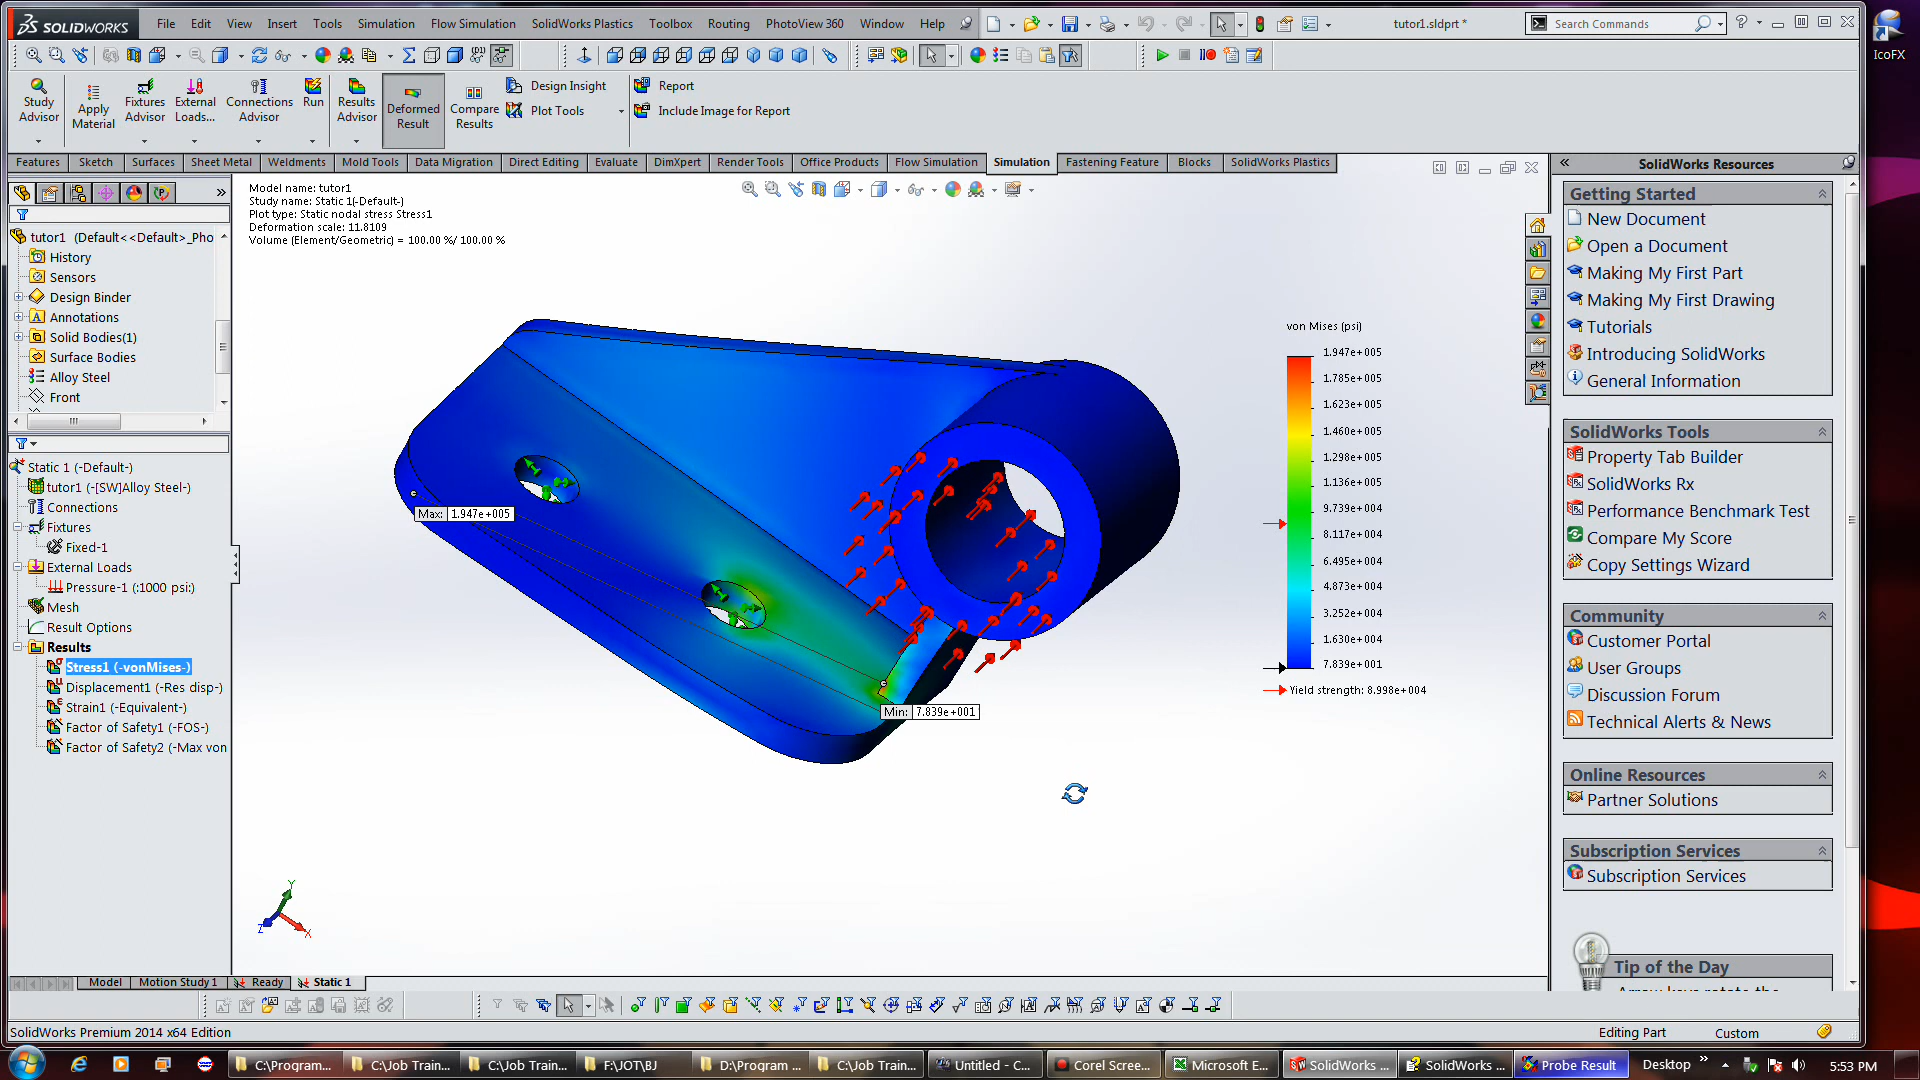 SOLIDWORKS File Edit View Insert Tools Simulation Flow Simulation SolidWorks Plastics Toolbox Routing PhotoView 360 Window Help tutor1.sldprt * Search Commands
IcoFX
Study Advisor
Apply Material
Fixtures Advisor
External Loads...
Connections Advisor
Run
Results Advisor
Deformed Result
Compare Results
Design Insight
Plot Tools
Report
Include Image for Report
Features Sketch Surfaces Sheet Metal Weldments Mold Tools Data Migration Direct Editing Evaluate DimXpert Render Tools Office Products Flow Simulation Simulation Fastening Feature Blocks SolidWorks Plastics
tutor1 (Default<<Default>_Pho
History
Sensors
Design Binder
Annotations
Solid Bodies(1)
Surface Bodies
Alloy Steel
Front
Static 1 (-Default-)
tutor1 (-[SW]Alloy Steel-)
Connections
Fixtures
Fixed-1
External Loads
Pressure-1 (:1000 psi:)
Mesh
Result Options
Results
Stress1 (-vonMises-)
Displacement1 (-Res disp-)
Strain1 (-Equivalent-)
Factor of Safety1 (-FOS-)
Factor of Safety2 (-Max von
Model name: tutor1
Study name: Static 1(-Default-)
Plot type: Static nodal stress Stress1
Deformation scale: 11.8109
Volume (Element/Geometric) = 100.00 %/ 100.00 %
Max: 1.947e+005
Min: 7.839e+001
von Mises (psi)
1.947e+005
1.785e+005
1.623e+005
1.460e+005
1.298e+005
1.136e+005
9.739e+004
8.117e+004
6.495e+004
4.873e+004
3.252e+004
1.630e+004
7.839e+001
Yield strength: 8.998e+004
Y
Z
X
SolidWorks Resources
Getting Started
New Document
Open a Document
Making My First Part
Making My First Drawing
Tutorials
Introducing SolidWorks
General Information
SolidWorks Tools
Property Tab Builder
SolidWorks Rx
Performance Benchmark Test
Compare My Score
Copy Settings Wizard
Community
Customer Portal
User Groups
Discussion Forum
Technical Alerts & News
Online Resources
Partner Solutions
Subscription Services
Subscription Services
Tip of the Day
Model Motion Study 1 Ready Static 1
SolidWorks Premium 2014 x64 Edition
Editing Part Custom
C:\Program... C:\Job Train... C:\Job Train... F:\JOT\BJ D:\Program ... C:\Job Train... Untitled - C... Corel Scree... Microsoft E... SolidWorks ... SolidWorks ... Probe Result Desktop 5:53 PM